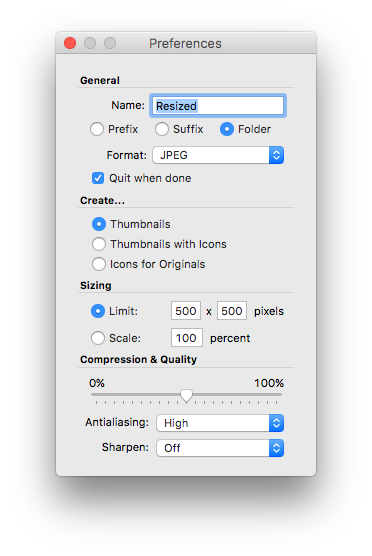 Preferences
General
Name: Resized
Prefix Suffix Folder
Format: JPEG
Quit when done
Create...
Thumbnails
Thumbnails with Icons
Icons for Originals
Sizing
Limit: 500 x 500 pixels
Scale: 100 percent
Compression & Quality
0% 100%
Antialiasing: High
Sharpen: Off